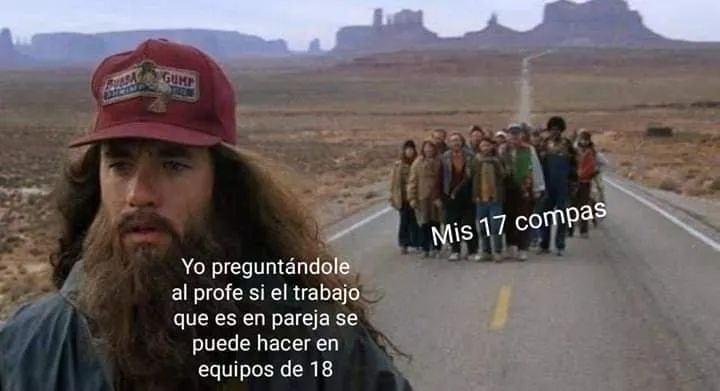 BUBBA GUMP
Mis 17 compas
Yo preguntándole
al profe si el trabajo
que es en pareja se
puede hacer en
equipos de 18